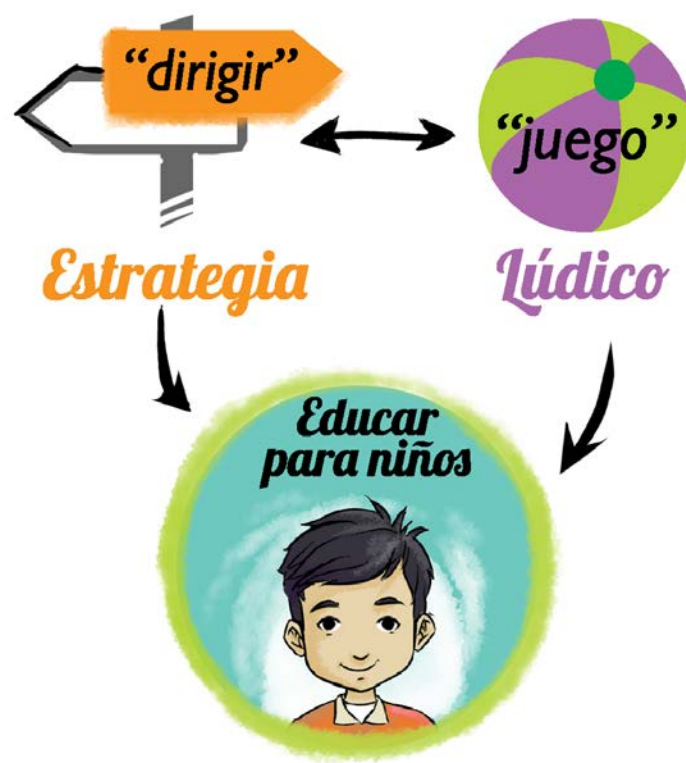 “dirigir”
“juego”
Estrategia
Lúdico
Educar
para niños